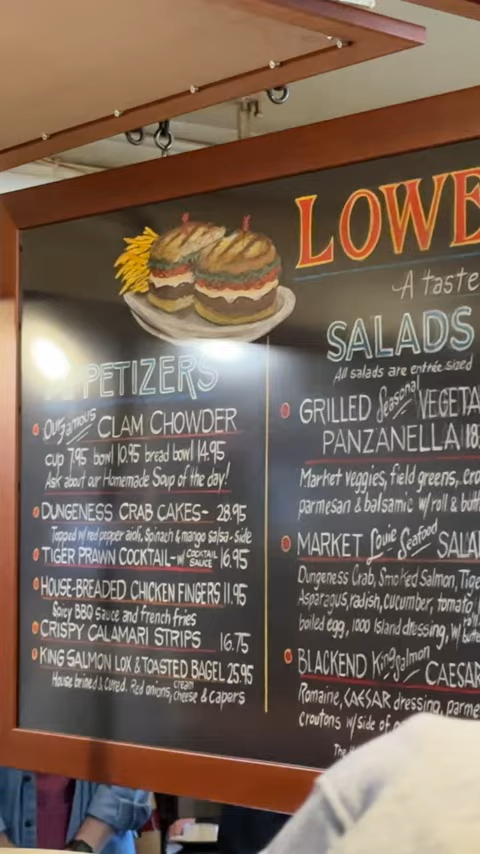 LOWE
A taste
APPETIZERS
Our famous CLAM CHOWDER
cup 7.95 bowl 10.95 bread bowl 14.95
Ask about our Homemade Soup of the day!
DUNGENESS CRAB CAKES- 28.95
Topped w/ red pepper aioli, spinach & mango salsa-side
TIGER PRAWN COCKTAIL-w/ COCKTAIL SAUCE 16.95
HOUSE-BREADED CHICKEN FINGERS 11.95
Spicy BBQ sauce and french fries
CRISPY CALAMARI STRIPS 16.75
KING SALMON LOX & TOASTED BAGEL 25.95
House brined & cured. Red onions, cream cheese & capers
SALADS
All salads are entrée sized
GRILLED Seasonal VEGETA
PANZANELLA 18
Market veggies, field greens, cro
parmesan & balsamic w/ roll & butt
MARKET Louie Seafood SALA
Dungeness Crab, Smoked Salmon, Tige
Asparagus, radish, cucumber, tomato
boiled egg, 1000 Island dressing, w/
BLACKEND King Salmon CAESA
Romaine, CAESAR dressing, parme
croutons w/ side of
The